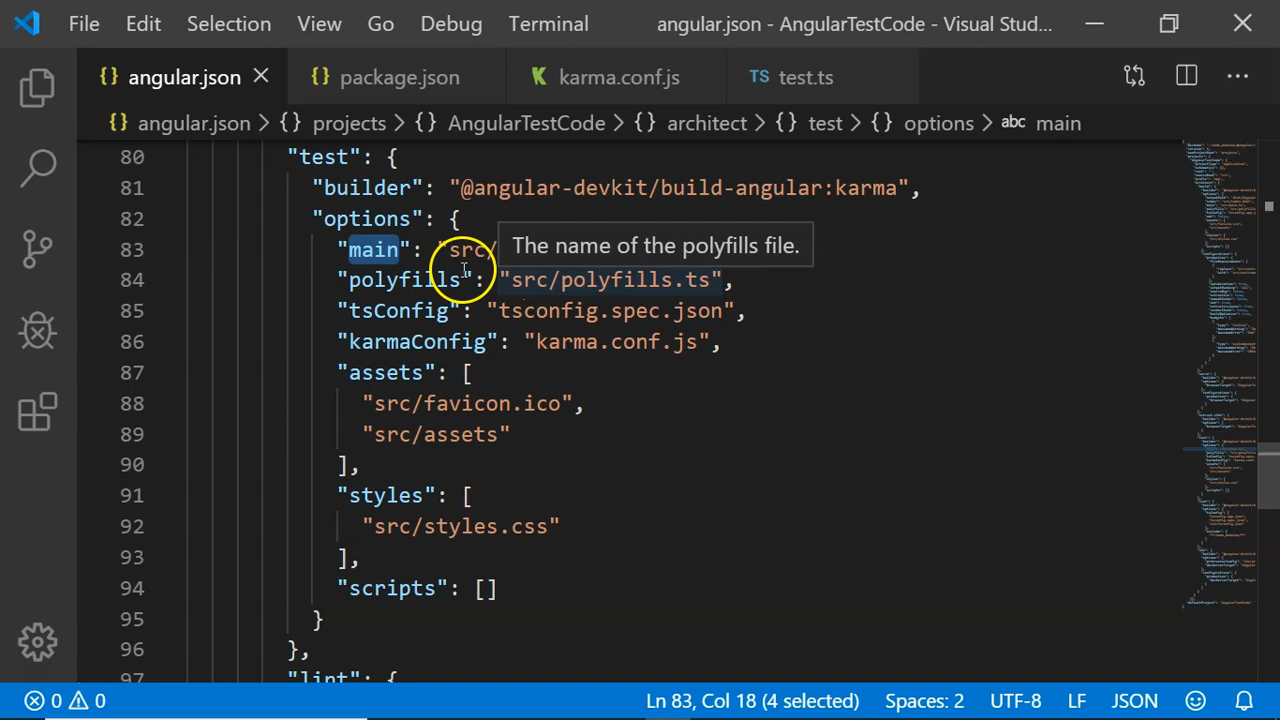 File Edit Selection View Go Debug Terminal angular.json - AngularTestCode - Visual Stud...
{} angular.json {} package.json K karma.conf.js TS test.ts ...
{} angular.json > {} projects > {} AngularTestCode > {} architect > {} test > {} options > abc main
80 "test": {
81 "builder": "@angular-devkit/build-angular:karma",
82 "options": {
83 "main": "src/
The name of the polyfills file.
84 "polyfills": "src/polyfills.ts",
85 "tsConfig": "tsconfig.spec.json",
86 "karmaConfig": "karma.conf.js",
87 "assets": [
88 "src/favicon.ico",
89 "src/assets"
90 ],
91 "styles": [
92 "src/styles.css"
93 ],
94 "scripts": []
95 }
96 },
97 "lint": {
0 0 Ln 83, Col 18 (4 selected) Spaces: 2 UTF-8 LF JSON